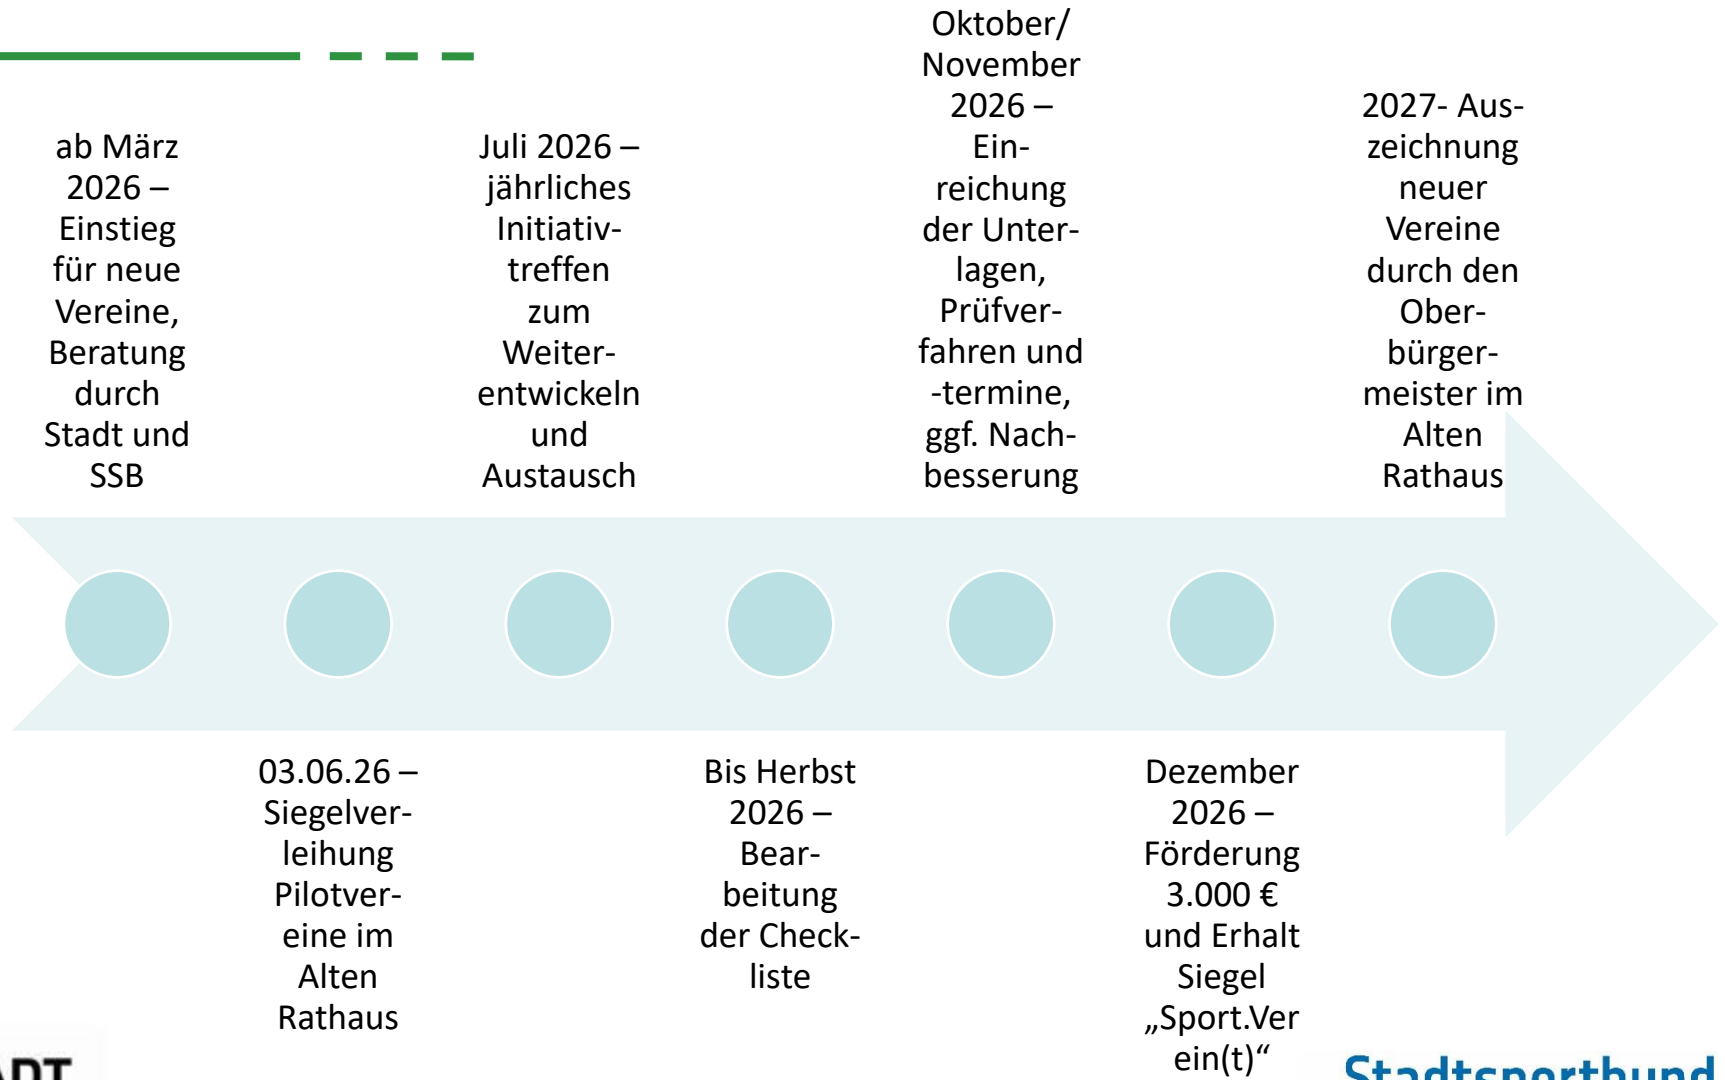 ab März
2026 –
Einstieg
für neue
Vereine,
Beratung
durch
Stadt und
SSB
03.06.26 –
Siegelver-
leihung
Pilotver-
eine im
Alten
Rathaus
Juli 2026 –
jährliches
Initiativ-
treffen
zum
Weiter-
entwickeln
und
Austausch
Bis Herbst
2026 –
Bear-
beitung
der Check-
liste
Oktober/
November
2026 –
Ein-
reichung
der Unter-
lagen,
Prüfver-
fahren und
-termine,
ggf. Nach-
besserung
Dezember
2026 –
Förderung
3.000 €
und Erhalt
Siegel
„Sport.Ver
ein(t)“
2027- Aus-
zeichnung
neuer
Vereine
durch den
Ober-
bürger-
meister im
Alten
Rathaus
Stadtsportbund